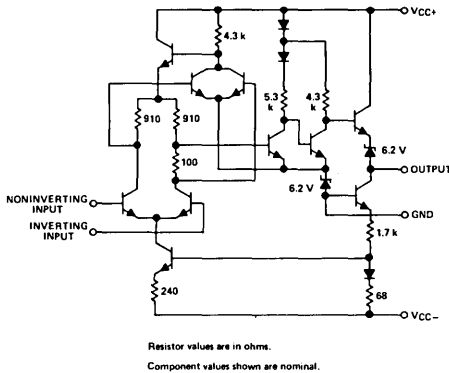 VCC+
4.3 k
5.3
k
4.3
k
910
910
6.2 V
100
OUTPUT
6.2 V
NONINVERTING
INPUT
GND
INVERTING
INPUT
1.7 k
240
68
VCC−
Resistor values are in ohms.
Component values shown are nominal.